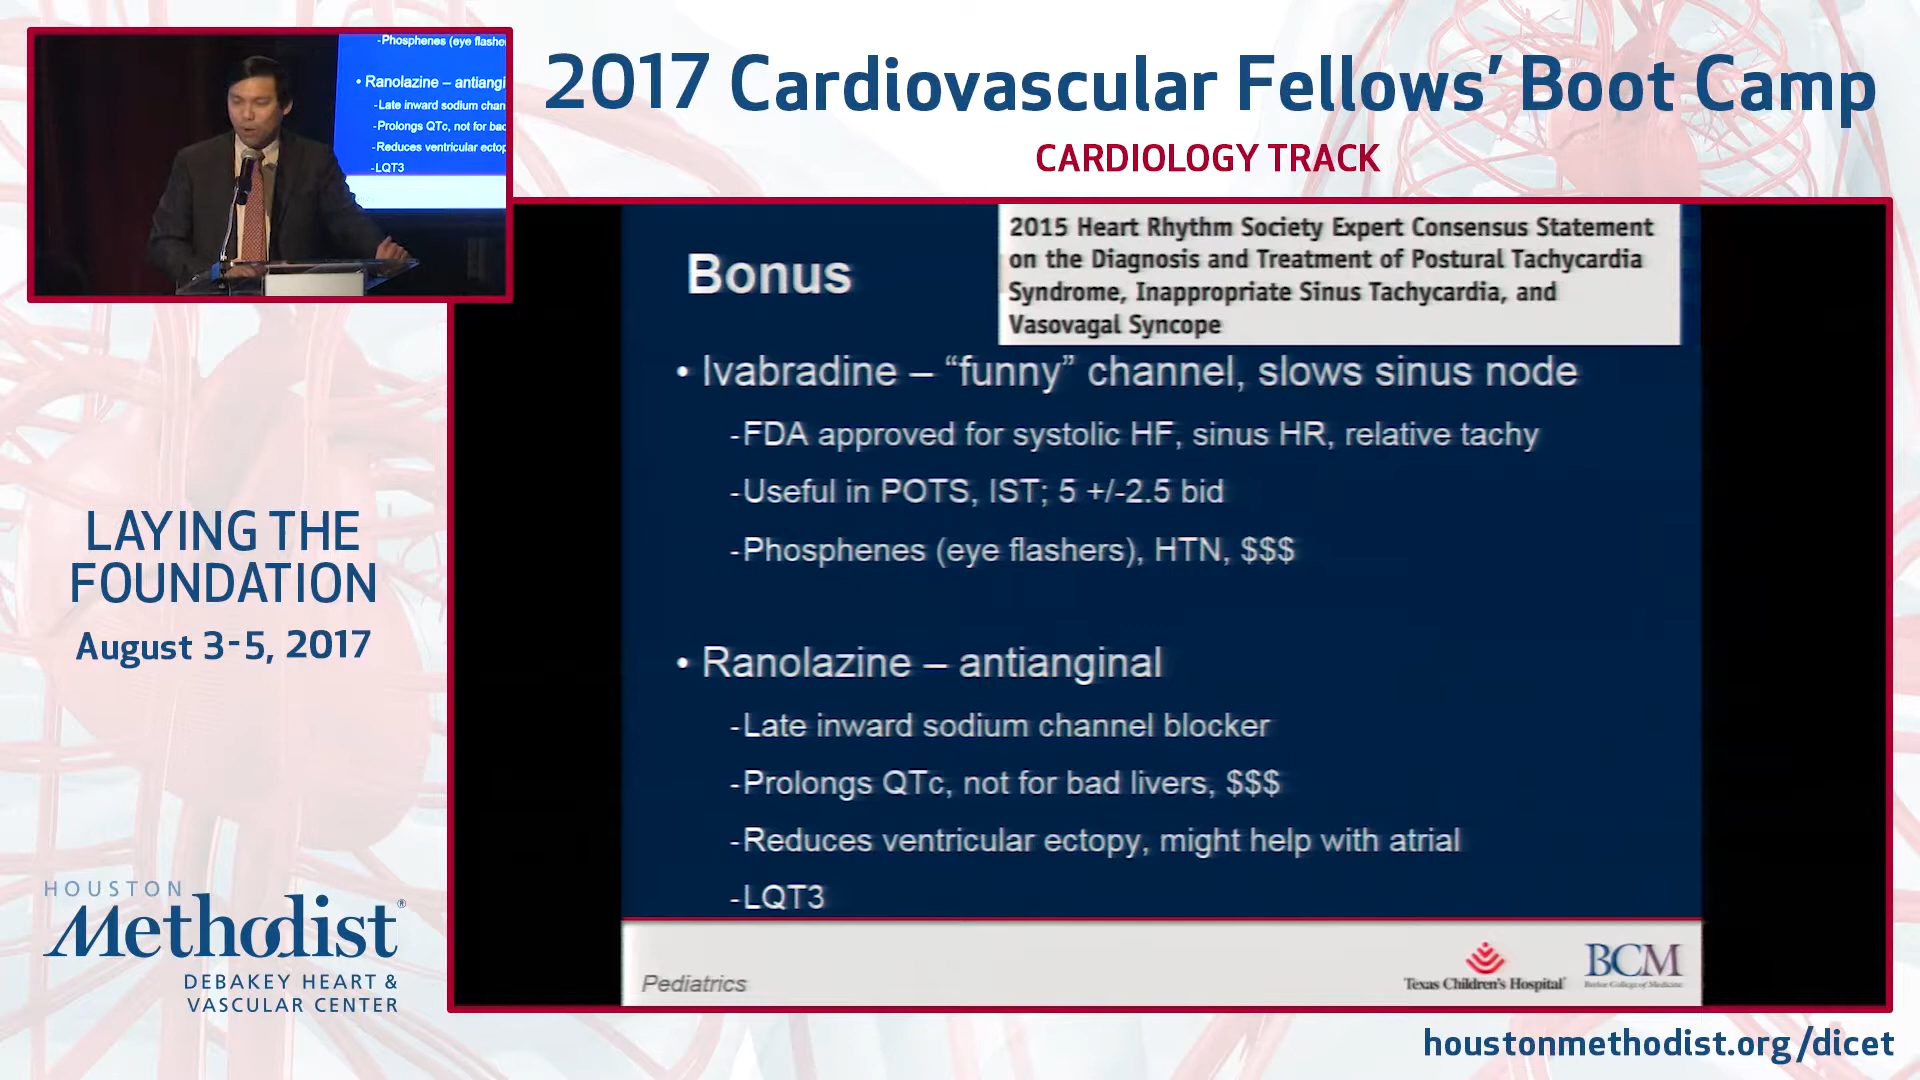 2017 Cardiovascular Fellows’ Boot Camp
CARDIOLOGY TRACK
-Phosphenes (eye flashe
• Ranolazine – antiangi
-Late inward sodium chan
-Prolongs QTc, not for bad
-Reduces ventricular ectop
-LQT3
2015 Heart Rhythm Society Expert Consensus Statement
on the Diagnosis and Treatment of Postural Tachycardia
Syndrome, Inappropriate Sinus Tachycardia, and
Vasovagal Syncope
Bonus
• Ivabradine – “funny” channel, slows sinus node
-FDA approved for systolic HF, sinus HR, relative tachy
-Useful in POTS, IST; 5 +/-2.5 bid
-Phosphenes (eye flashers), HTN, $$$
• Ranolazine – antianginal
-Late inward sodium channel blocker
-Prolongs QTc, not for bad livers, $$$
-Reduces ventricular ectopy, might help with atrial
-LQT3
Pediatrics
Texas Children's Hospital
BCM
Baylor College of Medicine
LAYING THE
FOUNDATION
August 3-5, 2017
HOUSTON
Methodist®
DEBAKEY HEART &
VASCULAR CENTER
houstonmethodist.org/dicet